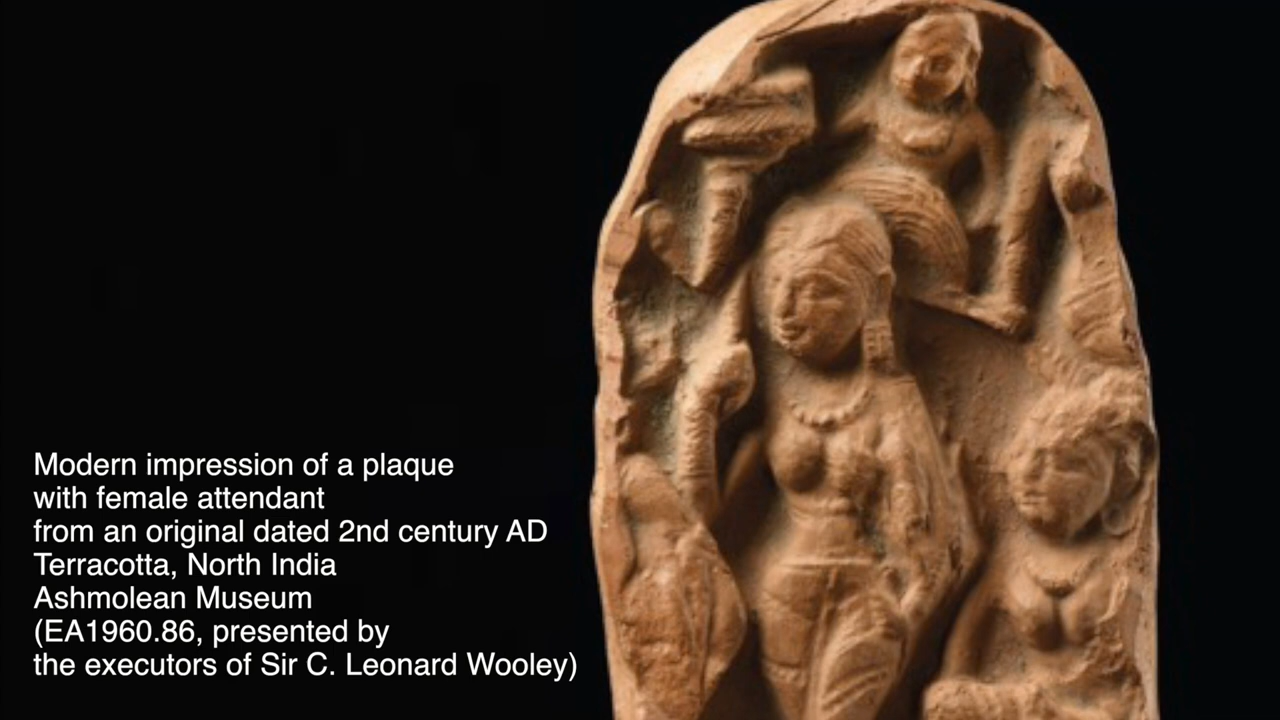 Modern impression of a plaque
with female attendant
from an original dated 2nd century AD
Terracotta, North India
Ashmolean Museum
(EA1960.86, presented by
the executors of Sir C. Leonard Wooley)